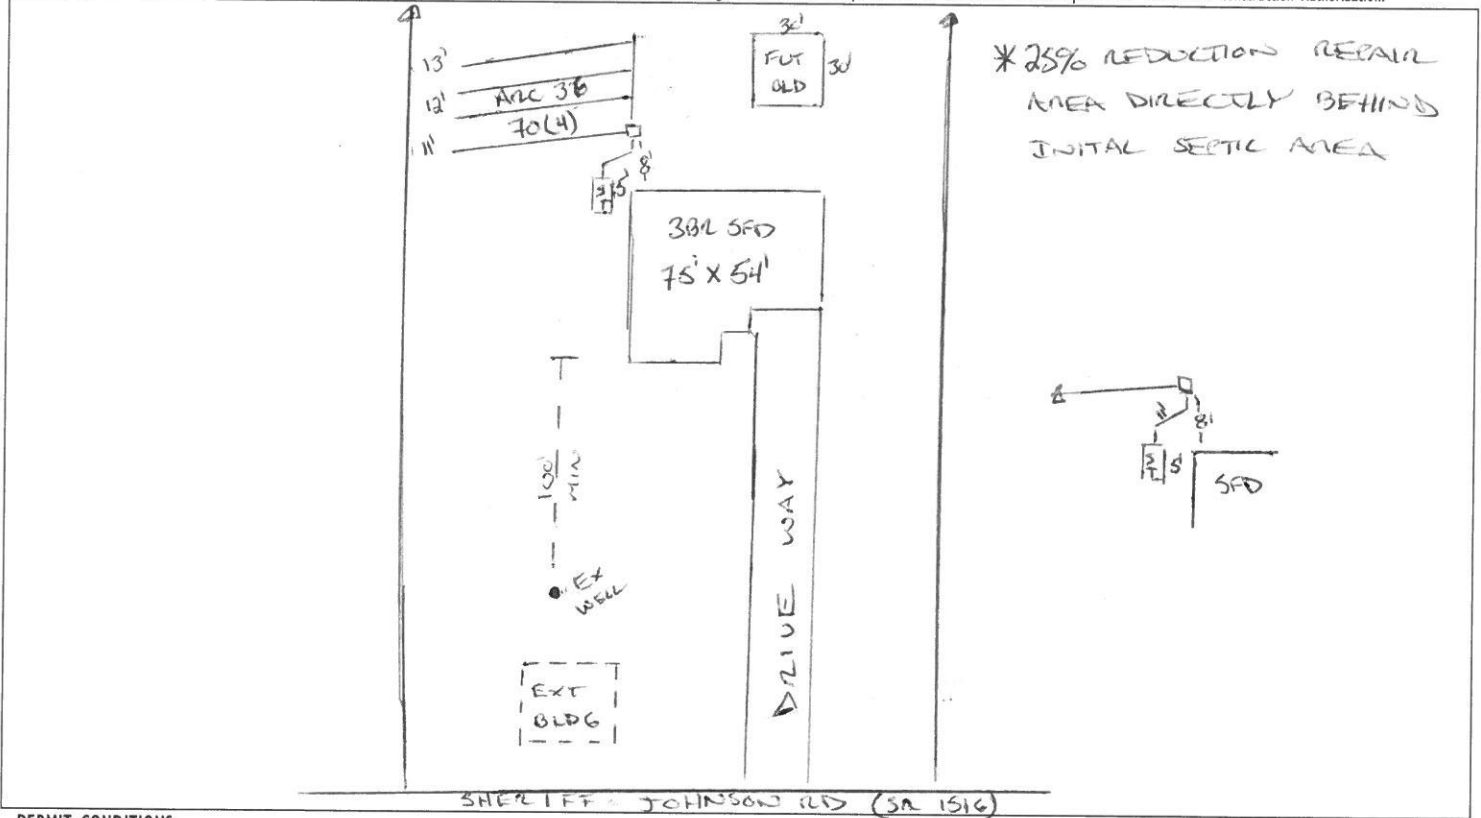 30'
FUT
BLD
30'
13'
12'
11'
ARC 36
70(4)
8'
5'
ST
3BR SFD
75' X 54'
* 25% REDUCTION REPAIR
AREA DIRECTLY BEHIND
INITAL SEPTIC AREA
8'
ST
5'
SFD
100'
MIN
EX
WELL
DRIVE WAY
EXT
BLDG
SHERIFF - JOHNSON RD (SR 1516)
PERMIT CONDITIONS